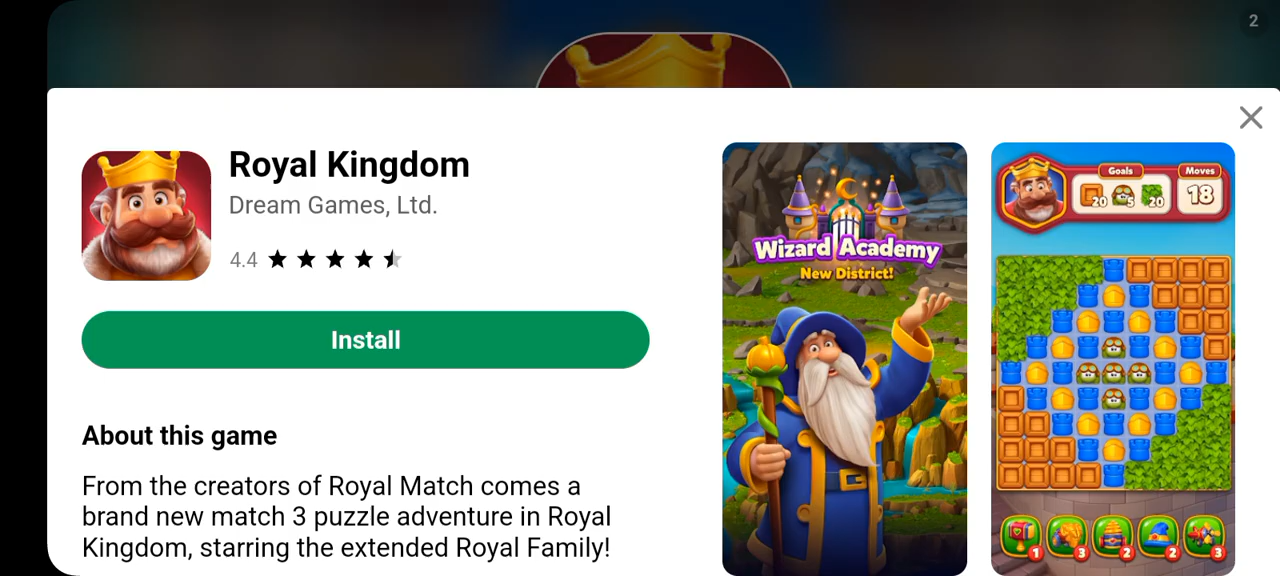 2
Royal Kingdom
Dream Games, Ltd.
4.4
Install
About this game
From the creators of Royal Match comes a
brand new match 3 puzzle adventure in Royal
Kingdom, starring the extended Royal Family!
Wizard Academy
New District!
Goals
Moves
20
5
20
18
1
3
2
2
3